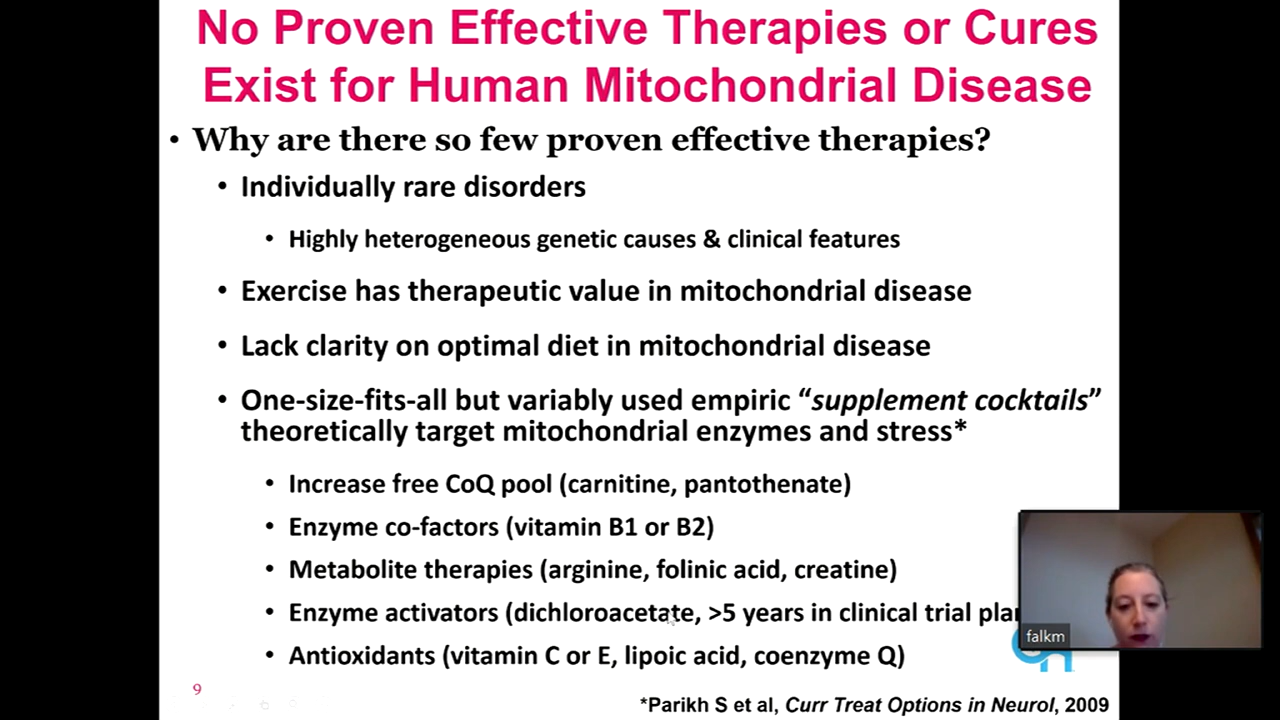 No Proven Effective Therapies or Cures
Exist for Human Mitochondrial Disease
• Why are there so few proven effective therapies?
• Individually rare disorders
• Highly heterogeneous genetic causes & clinical features
• Exercise has therapeutic value in mitochondrial disease
• Lack clarity on optimal diet in mitochondrial disease
• One-size-fits-all but variably used empiric “supplement cocktails”
theoretically target mitochondrial enzymes and stress*
• Increase free CoQ pool (carnitine, pantothenate)
• Enzyme co-factors (vitamin B1 or B2)
• Metabolite therapies (arginine, folinic acid, creatine)
• Enzyme activators (dichloroacetate, >5 years in clinical trial
• Antioxidants (vitamin C or E, lipoic acid, coenzyme Q)
falkm
9
*Parikh S et al, Curr Treat Options in Neurol, 2009